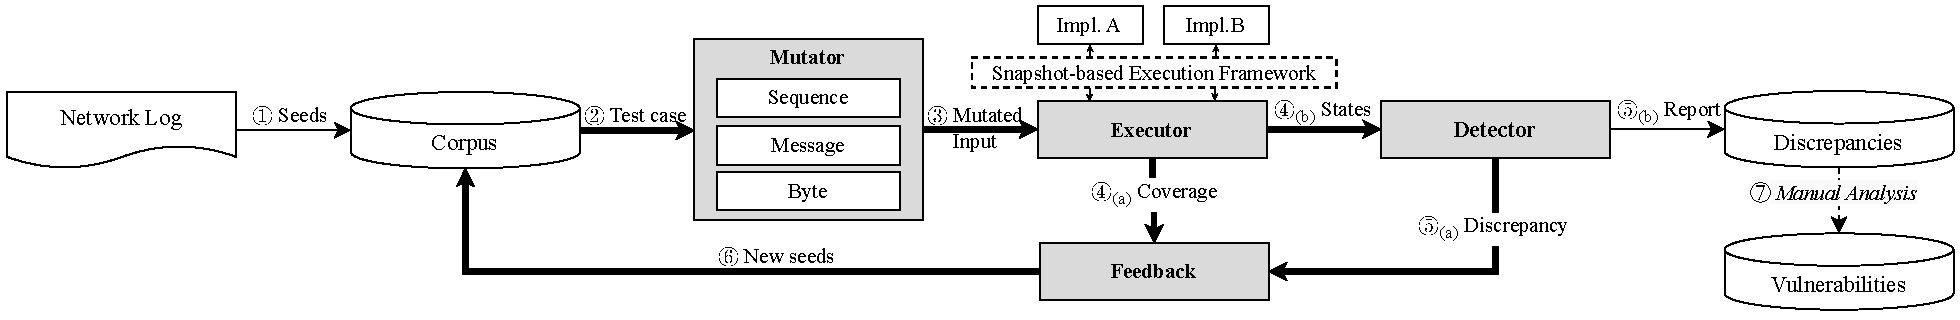 Network Log
① Seeds
Corpus
② Test case
Mutator
Sequence
Message
Byte
③ Mutated
Input
Impl. A
Impl.B
Snapshot-based Execution Framework
Executor
④(b) States
Detector
⑤(b) Report
Discrepancies
④(a) Coverage
⑤(a) Discrepancy
⑦ Manual Analysis
⑥ New seeds
Feedback
Vulnerabilities